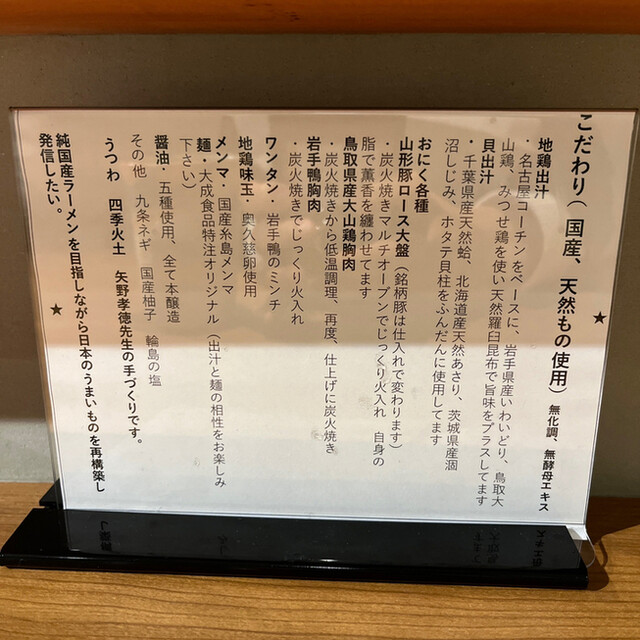 ★
こだわり（国産、天然もの使用）無化調、無酵母エキス
地鶏出汁
・名古屋コーチンをベースに、岩手県産いわいどり、鳥取大
山鶏、みつせ鶏を使い天然羅臼昆布で旨味をプラスしてます
貝出汁
・千葉県産天然蛤、北海道産天然あさり、茨城県産涸
沼しじみ、ホタテ貝柱をふんだんに使用してます
おにく各種
山形豚ロース大盤（銘柄豚は仕入れで変わります）
・炭火焼きマルチオーブンでじっくり火入れ 自身の
脂で薫香を纏わせてます
鳥取県産大山鶏胸肉
・炭火焼きから低温調理、再度、仕上げに炭火焼き
岩手鴨胸肉
・炭火焼きでじっくり火入れ
ワンタン・岩手鴨のミンチ
地鶏味玉・奥久慈卵使用
メンマ・国産糸島メンマ
麺・大成食品特注オリジナル（出汁と麺の相性をお楽しみ
下さい）
醤油・五種使用、全て本醸造
その他 九条ネギ 国産柚子 輪島の塩
うつわ 四季火土 矢野孝徳先生の手づくりです。
純国産ラーメンを目指しながら日本のうまいものを再構築し
発信したい。
★